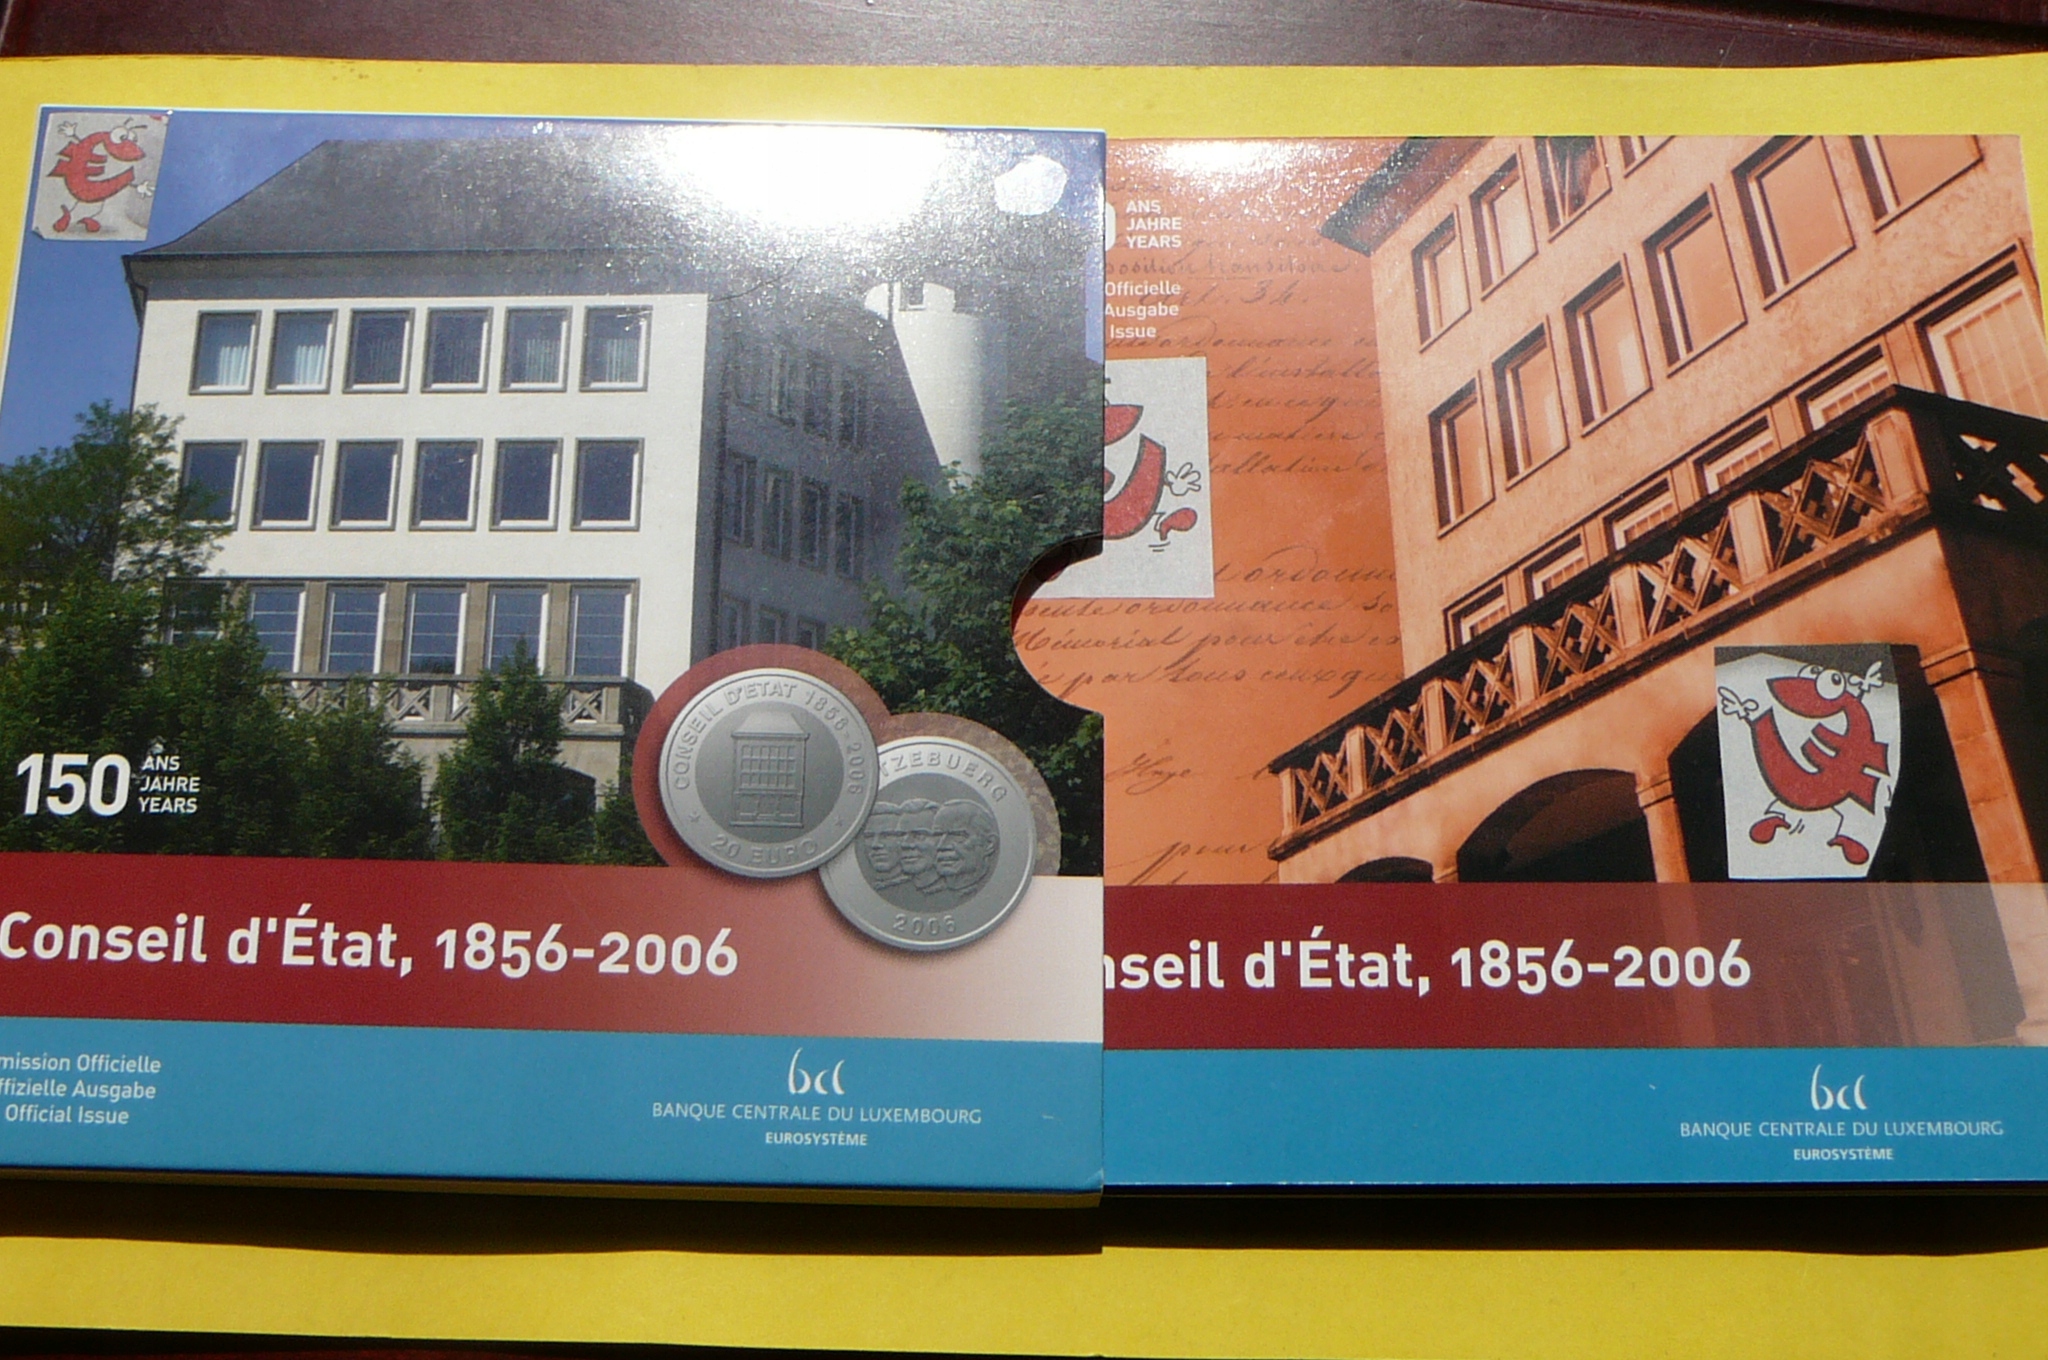 150 ANS
JAHRE
YEARS
CONSEIL D'ETAT 1856-2006
20 EURO
TZEBUERG
2006
Conseil d'État, 1856-2006
mission Officielle
ffizielle Ausgabe
Official Issue
bcl
BANQUE CENTRALE DU LUXEMBOURG
EUROSYSTÈME
ANS
JAHRE
YEARS
Officielle
Ausgabe
Issue
nseil d'État, 1856-2006
bcl
BANQUE CENTRALE DU LUXEMBOURG
EUROSYSTÈME